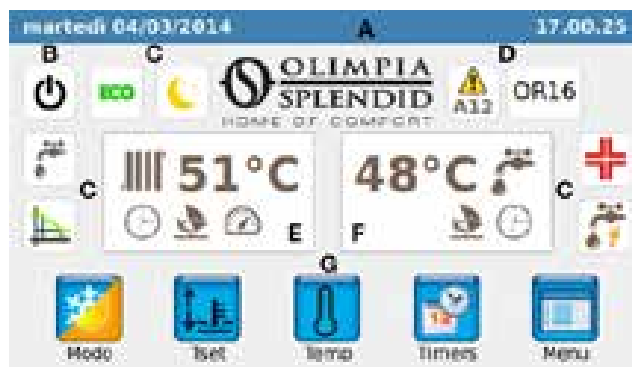 martedi 04/03/2014 A 17.00.25
B C D
ECO OLIMPIA A12 OR16
SPLENDID
HOME OF COMFORT
C 51°C 48°C C
E F
G
Modo Tset Temp Timers Menu